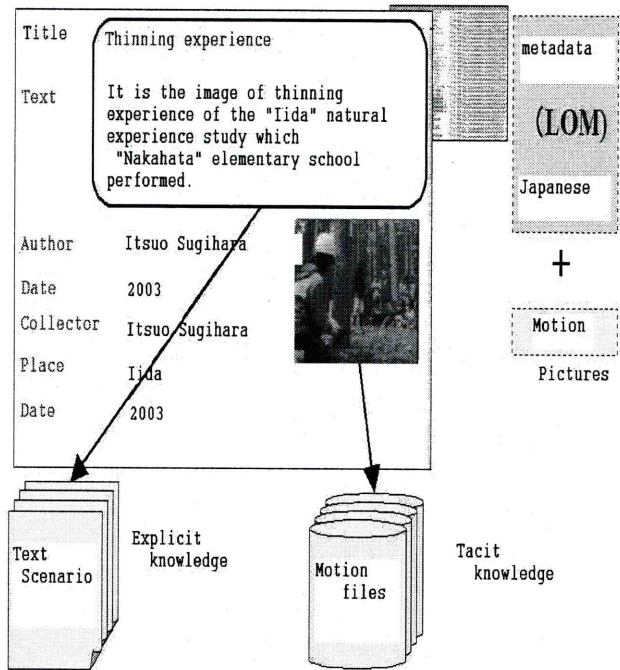 Title
Thinning experience
Text
It is the image of thinning
experience of the "Iida" natural
experience study which
"Nakahata" elementary school
performed.
Author Itsuo Sugihara
Date 2003
Collector Itsuo Sugihara
Place Iida
Date 2003
metadata
(LOM)
Japanese
+
Motion
Pictures
Text
Scenario
Explicit
knowledge
Motion
files
Tacit
knowledge